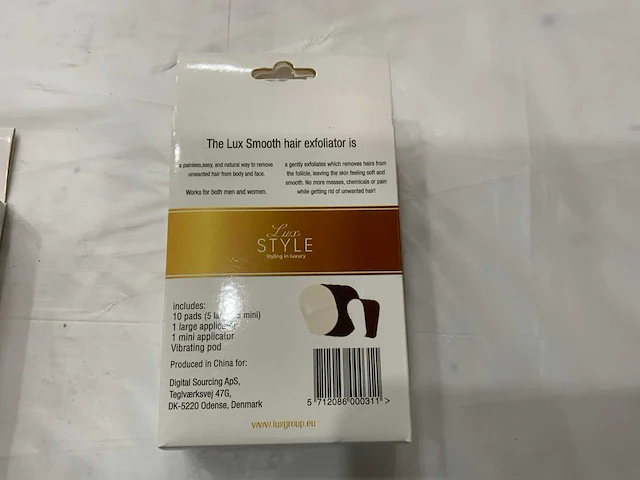 The Lux Smooth hair exfoliator is
a painless,easy, and natural way to remove
unwanted hair from body and face.
Works for both men and women.
a gently exfoliates which removes hairs from
the follicle, leaving the skin feeling soft and
smooth. No more messes, chemicals or pain
while getting rid of unwanted hair!
Lux
STYLE
Styling in luxury
includes:
10 pads (5 mini)
1 large applicator
1 mini applicator
Vibrating pod
Produced in China for:
Digital Sourcing ApS,
Teglværksvej 47G,
DK-5220 Odense, Denmark
5 712086 000311 >
www.luxgroup.eu